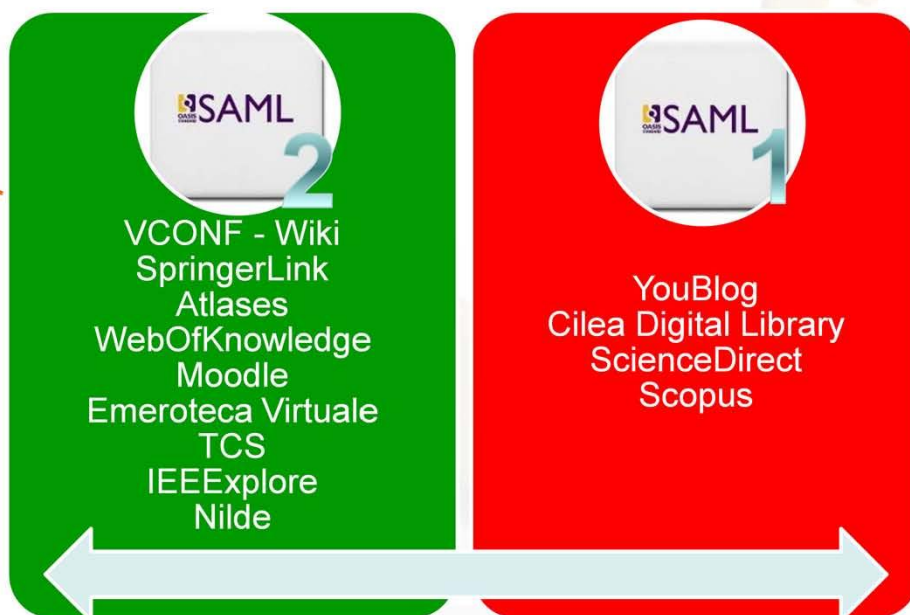 SAML
2
VCONF - Wiki
SpringerLink
Atlases
WebOfKnowledge
Moodle
Emeroteca Virtuale
TCS
IEEExplore
Nilde
SAML
1
YouBlog
Cilea Digital Library
ScienceDirect
Scopus